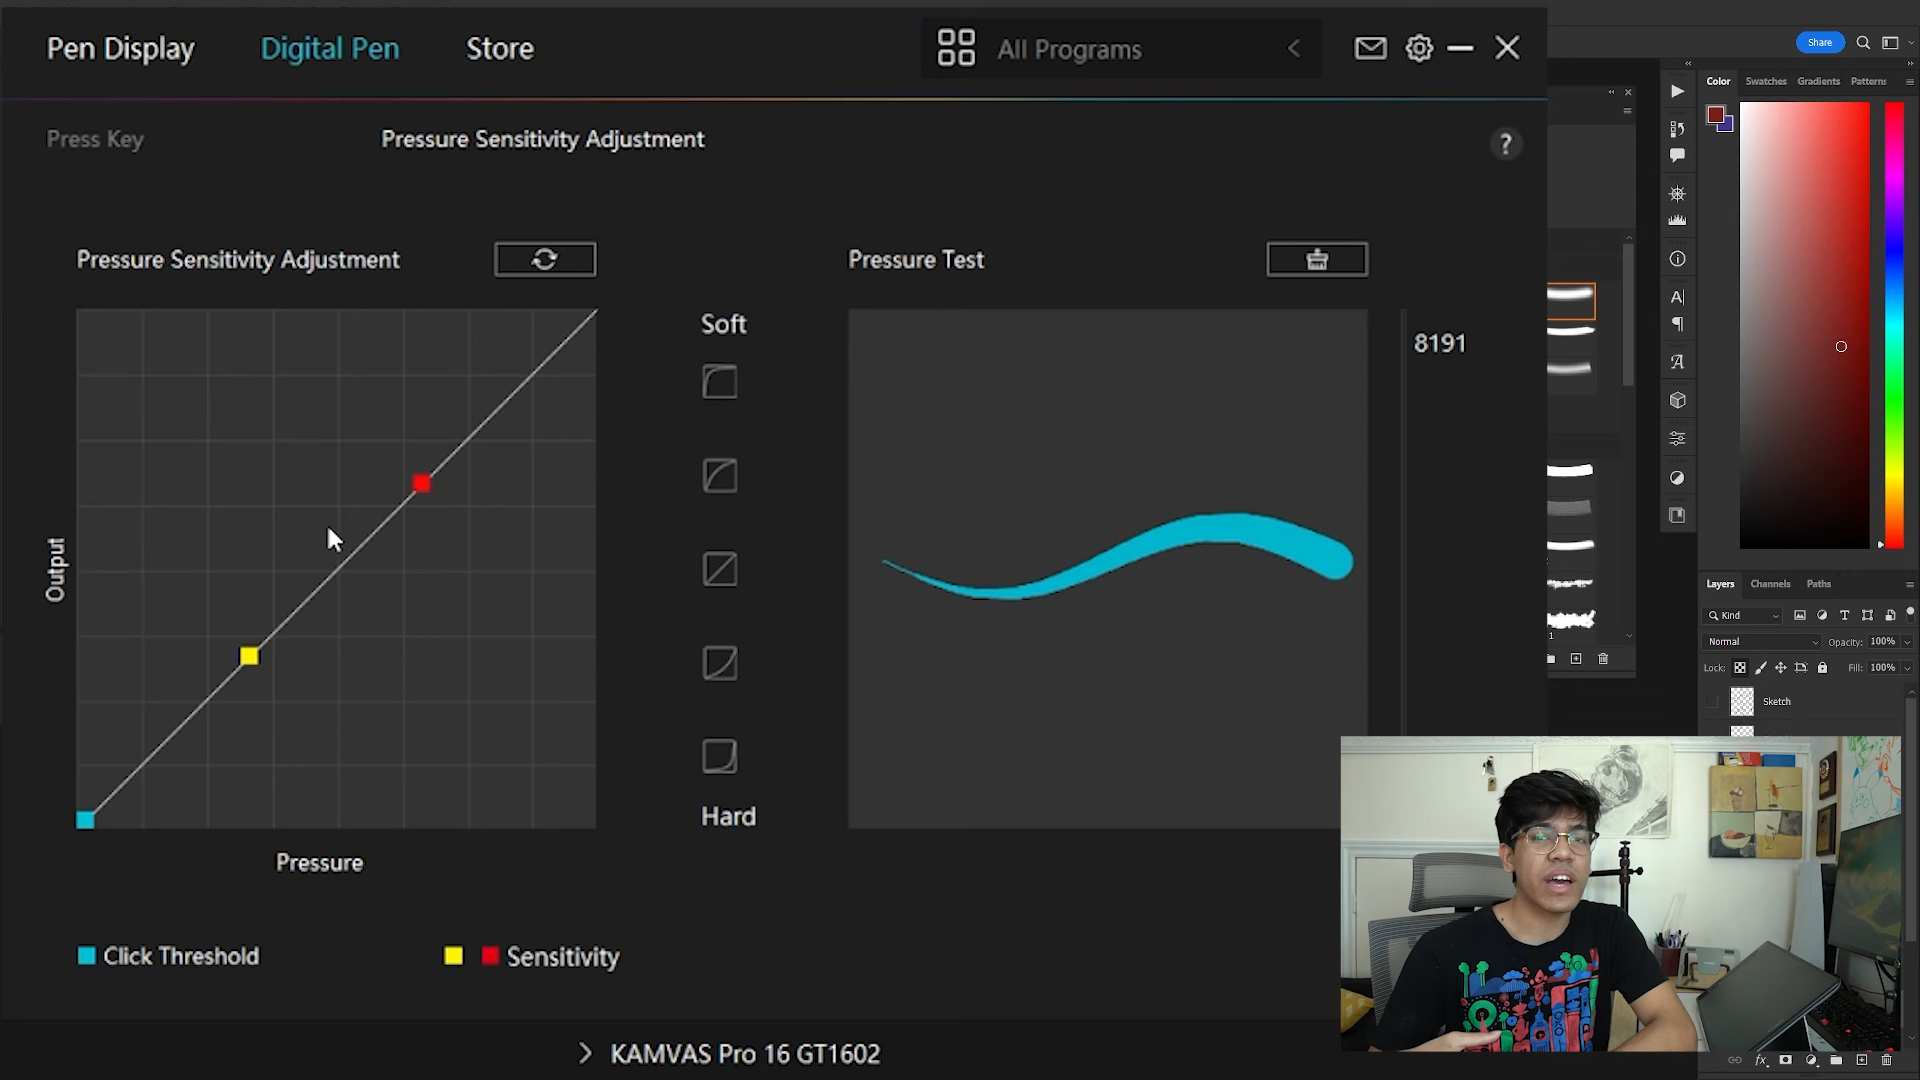 Pen Display
Digital Pen
Store
All Programs
Press Key
Pressure Sensitivity Adjustment
?
Pressure Sensitivity Adjustment
Pressure Test
Soft
8191
Output
Hard
Pressure
Click Threshold
Sensitivity
KAMVAS Pro 16 GT1602
Share
Color
Swatches
Gradients
Patterns
Layers
Channels
Paths
Kind
Normal
Opacity: 100%
Lock:
Fill: 100%
Sketch